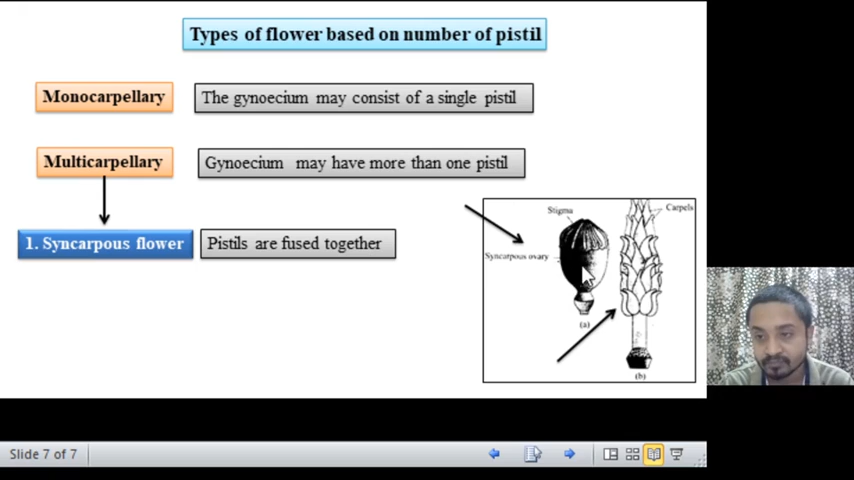 Types of flower based on number of pistil
Monocarpellary
The gynoecium may consist of a single pistil
Multicarpellary
Gynoecium may have more than one pistil
1. Syncarpous flower
Pistils are fused together
Stigma
Carpels
Syncarpous ovary
(a)
(b)
Slide 7 of 7